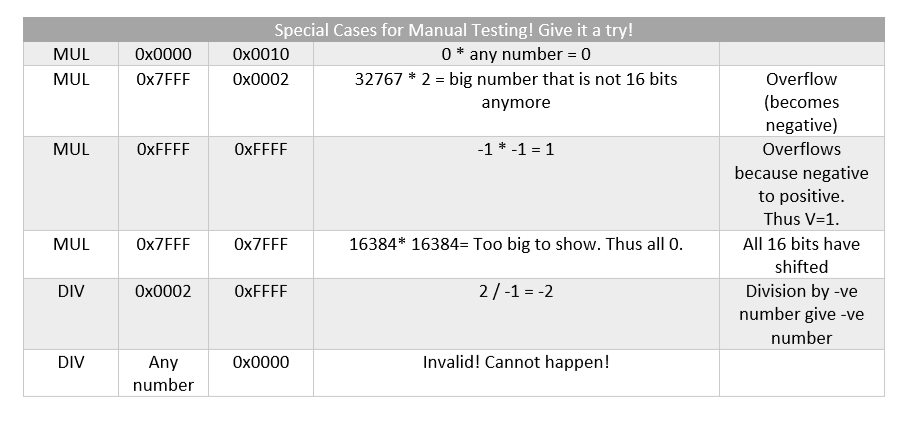 Special Cases for Manual Testing! Give it a try!
MUL 0x0000 0x0010 0 * any number = 0
MUL 0x7FFF 0x0002 32767 * 2 = big number that is not 16 bits
anymore
Overflow
(becomes
negative)
MUL 0xFFFF 0xFFFF -1 * -1 = 1
Overflows
because negative
to positive.
Thus V=1.
MUL 0x7FFF 0x7FFF 16384* 16384= Too big to show. Thus all 0.
All 16 bits have
shifted
DIV 0x0002 0xFFFF 2 / -1 = -2
Division by -ve
number give -ve
number
DIV Any
number
0x0000 Invalid! Cannot happen!